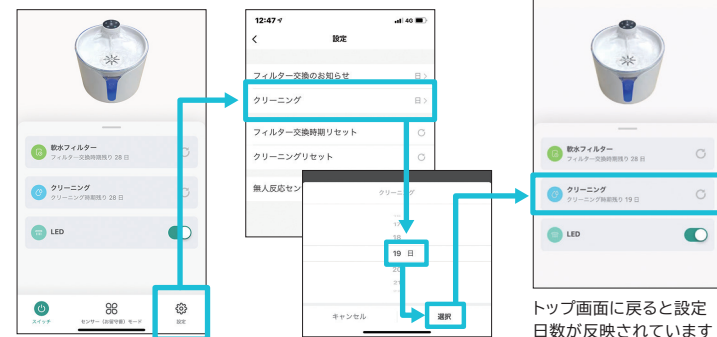 軟水フィルター
フィルター交換時期残り 28 日
クリーニング
クリーニング時期残り 28 日
LED
スイッチ
センサー（お留守番）モード
設定
12:47
4G
設定
フィルター交換のお知らせ
日
クリーニング
日
フィルター交換時期リセット
クリーニングリセット
無人反応セン
クリーニング
17
18
19 日
20
21
キャンセル
選択
軟水フィルター
フィルター交換時期残り 28 日
クリーニング
クリーニング時期残り 19 日
LED
トップ画面に戻ると設定
日数が反映されています